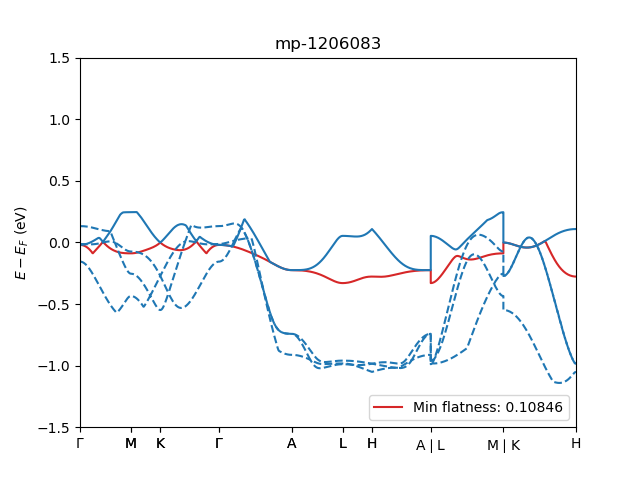 mp-1206083
E − E_F (eV)
1.5
1.0
0.5
0.0
−0.5
−1.0
−1.5
Min flatness: 0.10846
Γ M K Γ A L H A | L M | K H